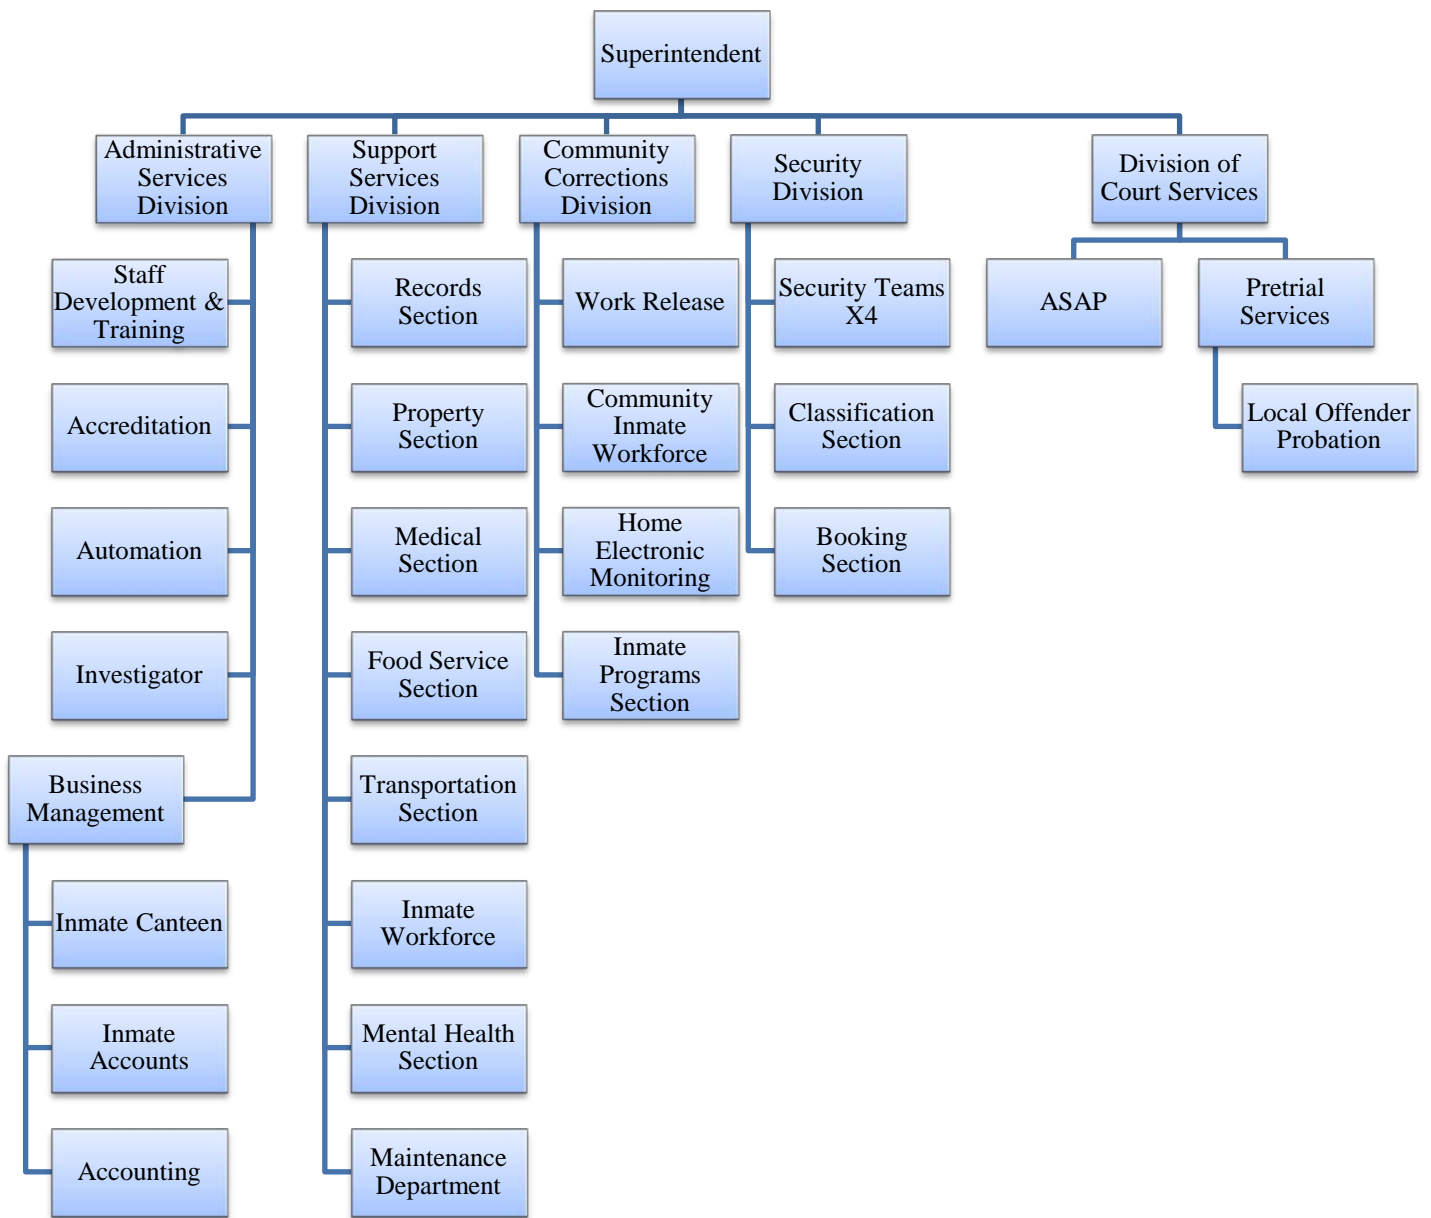 Superintendent
Administrative
Services
Division
Support
Services
Division
Community
Corrections
Division
Security
Division
Division of
Court Services
Staff
Development &
Training
Records
Section
Work Release
Security Teams
X4
ASAP
Pretrial
Services
Accreditation
Property
Section
Community
Inmate
Workforce
Classification
Section
Local Offender
Probation
Automation
Medical
Section
Home
Electronic
Monitoring
Booking
Section
Investigator
Food Service
Section
Inmate
Programs
Section
Business
Management
Transportation
Section
Inmate Canteen
Inmate
Workforce
Inmate
Accounts
Mental Health
Section
Accounting
Maintenance
Department